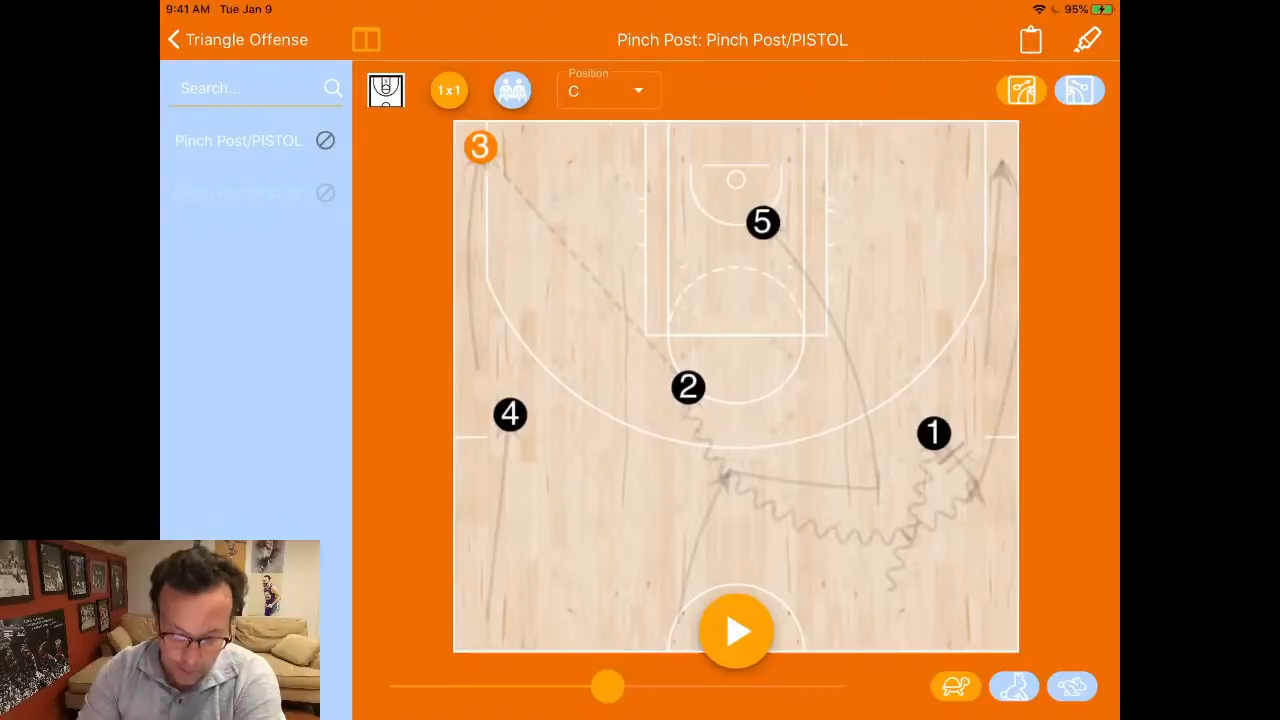 9:41 AM Tue Jan 9
95%
Triangle Offense
Pinch Post: Pinch Post/PISTOL
Search...
1x1
Position
C
Pinch Post/PISTOL
3
5
2
4
1